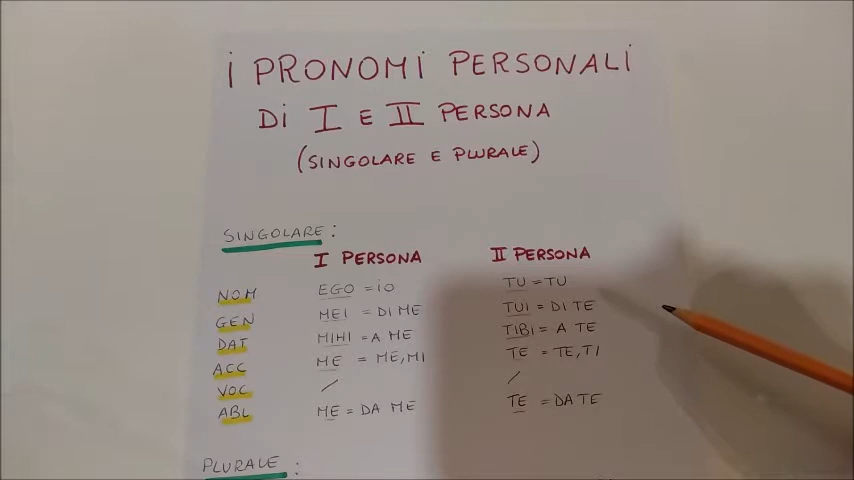 i PRONOMi PERSONALi
Di I E II PERSONA
(SINGOLARE E PLURALE)
SINGOLARE:
I PERSONA II PERSONA
NOM EGO = iO TU = TU
GEN MEI = Di ME TUI = DI TE
DAT MIHI = A ME TIBI = A TE
ACC ME = ME, MI TE = TE, TI
VOC / /
ABL ME = DA ME TE = DA TE
PLURALE: